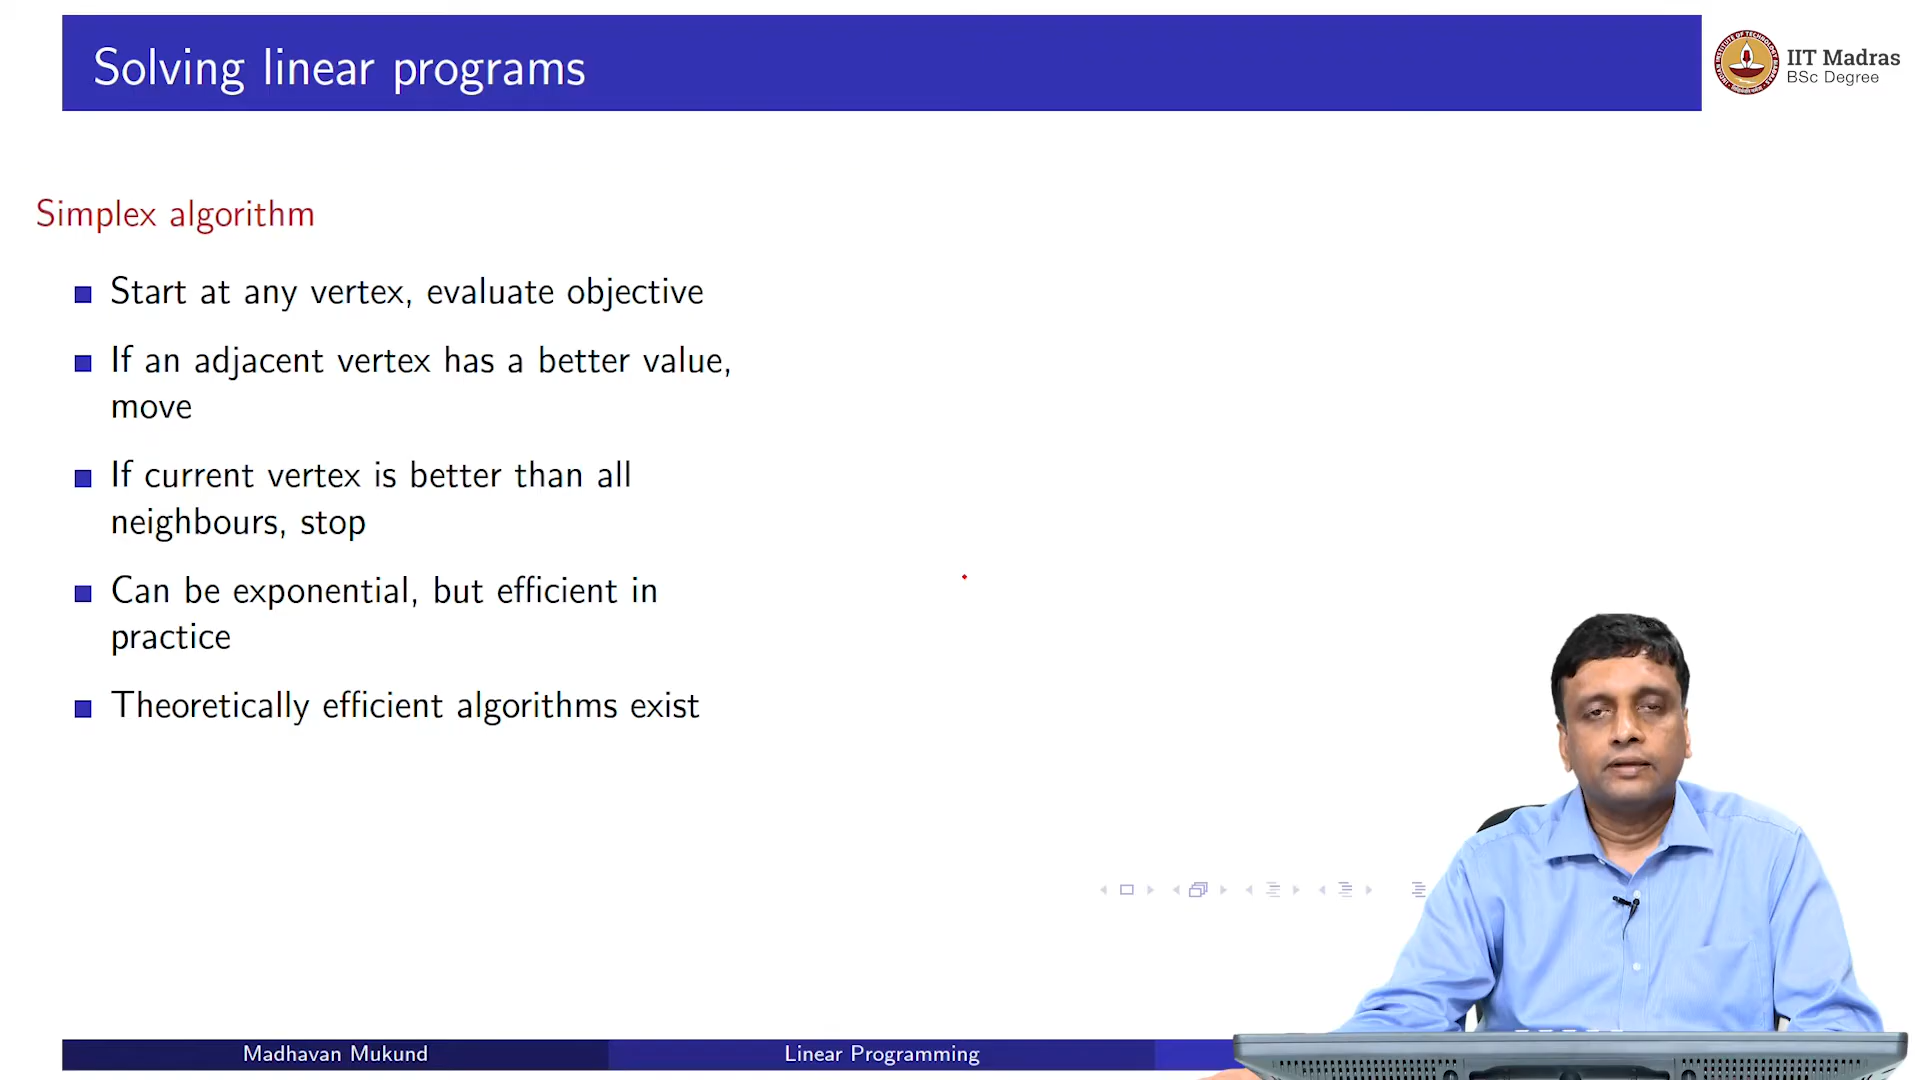 Solving linear programs
IIT Madras
BSc Degree
Simplex algorithm
Start at any vertex, evaluate objective
If an adjacent vertex has a better value,
move
If current vertex is better than all
neighbours, stop
Can be exponential, but efficient in
practice
Theoretically efficient algorithms exist
Madhavan Mukund
Linear Programming